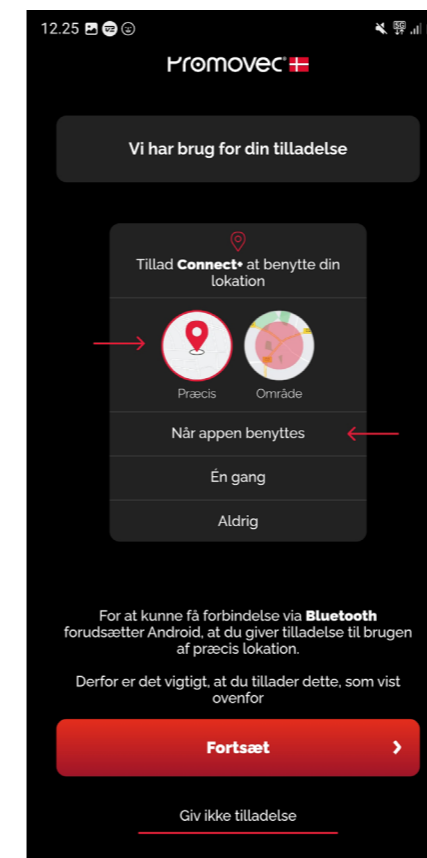 12.25
Promovec
Vi har brug for din tilladelse
Tillad Connect+ at benytte din
lokation
Præcis Område
Når appen benyttes
Én gang
Aldrig
For at kunne få forbindelse via Bluetooth
forudsætter Android, at du giver tilladelse til brugen
af præcis lokation.
Derfor er det vigtigt, at du tillader dette, som vist
ovenfor
Fortsæt
Giv ikke tilladelse